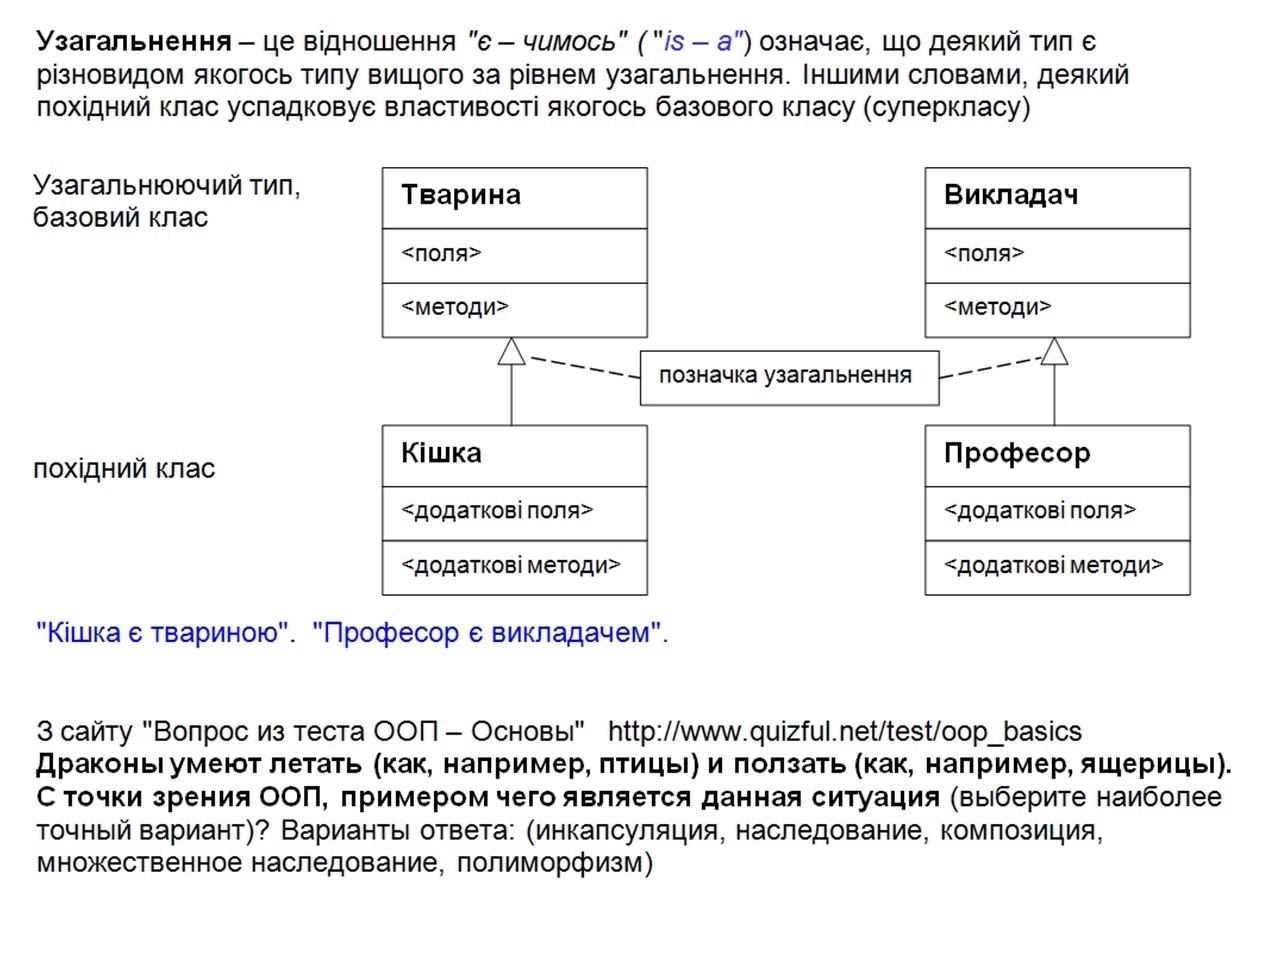 Узагальнення – це відношення "є – чимось" ( "is – a") означає, що деякий тип є
різновидом якогось типу вищого за рівнем узагальнення. Іншими словами, деякий
похідний клас успадковує властивості якогось базового класу (суперкласу)
Узагальнюючий тип,
базовий клас
Тварина
<поля>
<методи>
Викладач
<поля>
<методи>
позначка узагальнення
похідний клас
Кішка
<додаткові поля>
<додаткові методи>
Професор
<додаткові поля>
<додаткові методи>
"Кішка є твариною". "Професор є викладачем".
З сайту "Вопрос из теста ООП – Основы" http://www.quizful.net/test/oop_basics
Драконы умеют летать (как, например, птицы) и ползать (как, например, ящерицы).
С точки зрения ООП, примером чего является данная ситуация (выберите наиболее
точный вариант)? Варианты ответа: (инкапсуляция, наследование, композиция,
множественное наследование, полиморфизм)